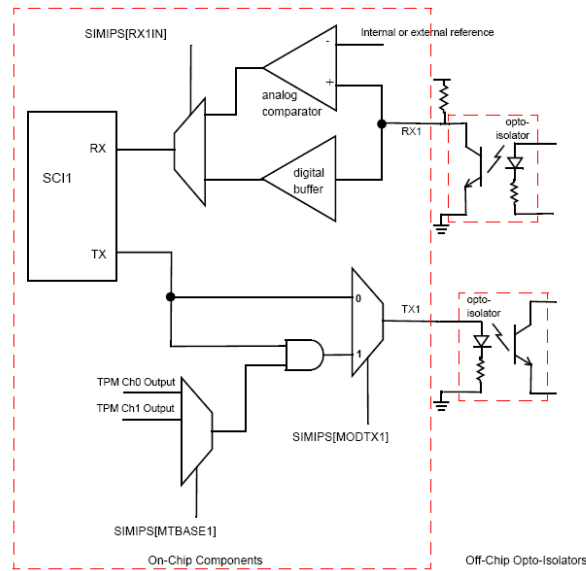 SIMIPS[RX1IN]
Internal or external reference
-
+
analog
comparator
RX1
opto-
isolator
RX
SCI1
digital
buffer
TX
0
TX1
opto-
isolator
1
TPM Ch0 Output
TPM Ch1 Output
SIMIPS[MODTX1]
SIMIPS[MTBASE1]
On-Chip Components
Off-Chip Opto-Isolators